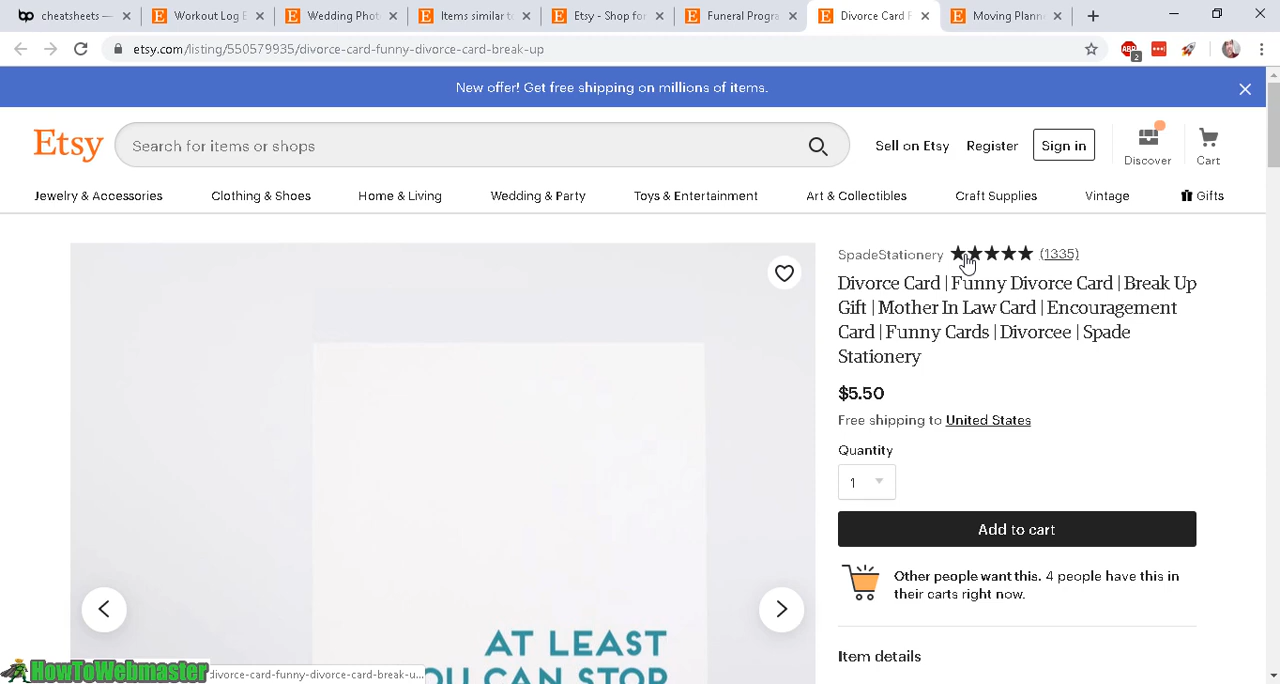 cheatsheets —
Workout Log E
Wedding Phot
Items similar t
Etsy - Shop for
Funeral Progra
Divorce Card F
Moving Plann
etsy.com/listing/550579935/divorce-card-funny-divorce-card-break-up
ABP
2
New offer! Get free shipping on millions of items.
Etsy
Search for items or shops
Sell on Etsy
Register
Sign in
Discover
Cart
Jewelry & Accessories
Clothing & Shoes
Home & Living
Wedding & Party
Toys & Entertainment
Art & Collectibles
Craft Supplies
Vintage
Gifts
SpadeStationery ★★★★★ (1335)
Divorce Card | Funny Divorce Card | Break Up
Gift | Mother In Law Card | Encouragement
Card | Funny Cards | Divorcee | Spade
Stationery
$5.50
Free shipping to United States
Quantity
1
Add to cart
Other people want this. 4 people have this in
their carts right now.
Item details
AT LEAST
OU CAN STOP
HowToWebmaster
divorce-card-funny-divorce-card-break-u...